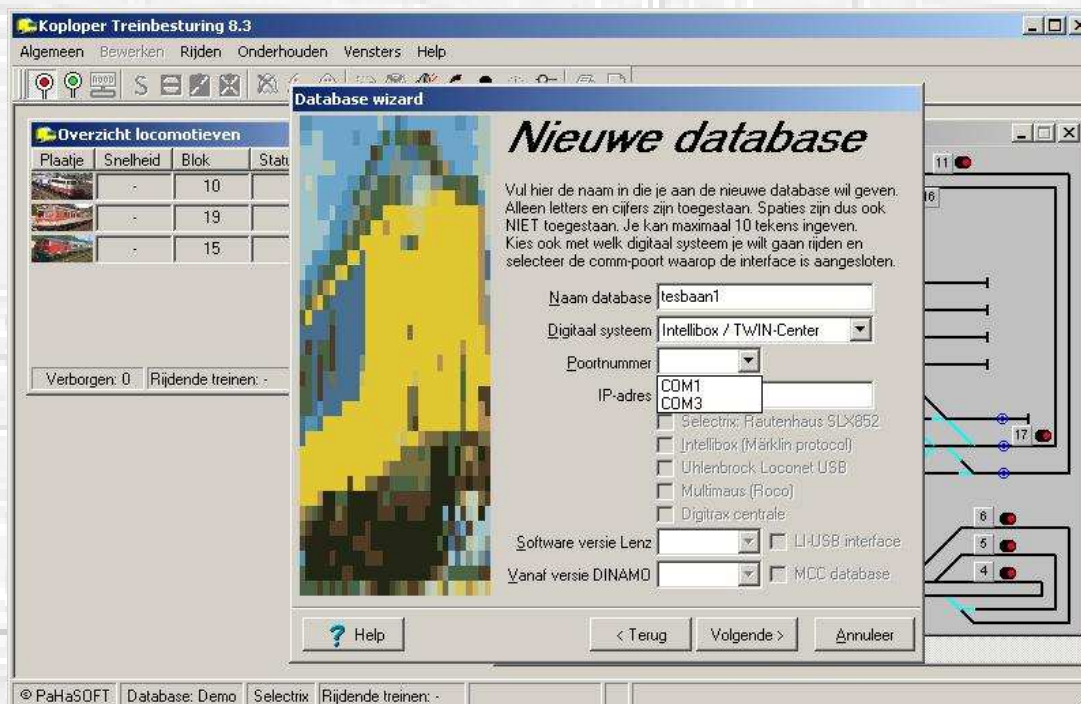 Koploper Treinbesturing 8.3
Algemeen Bewerken Rijden Onderhouden Vensters Help
Overzicht locomotieven
Plaatje Snelheid Blok Statu
- 10
- 19
- 15
Verborgen: 0 Rijdende treinen: -
Database wizard
Nieuwe database
Vul hier de naam in die je aan de nieuwe database wil geven.
Alleen letters en cijfers zijn toegestaan. Spaties zijn dus ook
NIET toegestaan. Je kan maximaal 10 tekens ingeven.
Kies ook met welk digitaal systeem je wilt gaan rijden en
selecteer de comm-poort waarop de interface is aangesloten.
Naam database tesbaan1
Digitaal systeem Intellibox / TWIN-Center
Poortnummer
COM1
COM3
IP-adres
Selectrix: Rautenhaus SLX852
Intellibox (Märklin protocol)
Uhlenbrock Loconet USB
Multimaus (Roco)
Digitrax centrale
Software versie Lenz LI-USB interface
Vanaf versie DINAMO MCC database
? Help < Terug Volgende > Annuleer
11
16
17
6
5
4
© PaHaSOFT Database: Demo Selectrix Rijdende treinen: -